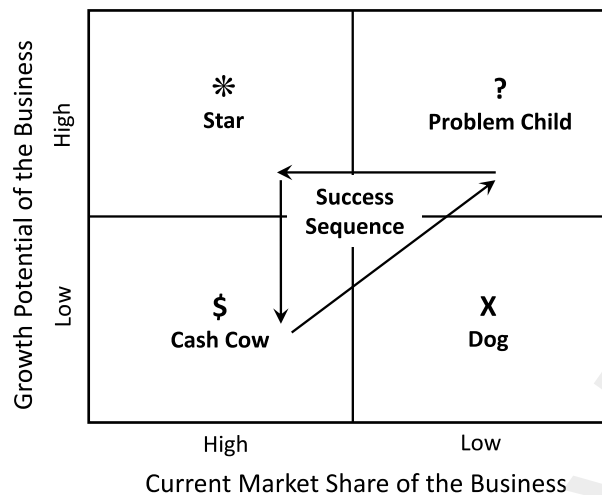 Growth Potential of the Business
High
Low
❊
Star
?
Problem Child
Success
Sequence
$
Cash Cow
X
Dog
High
Low
Current Market Share of the Business